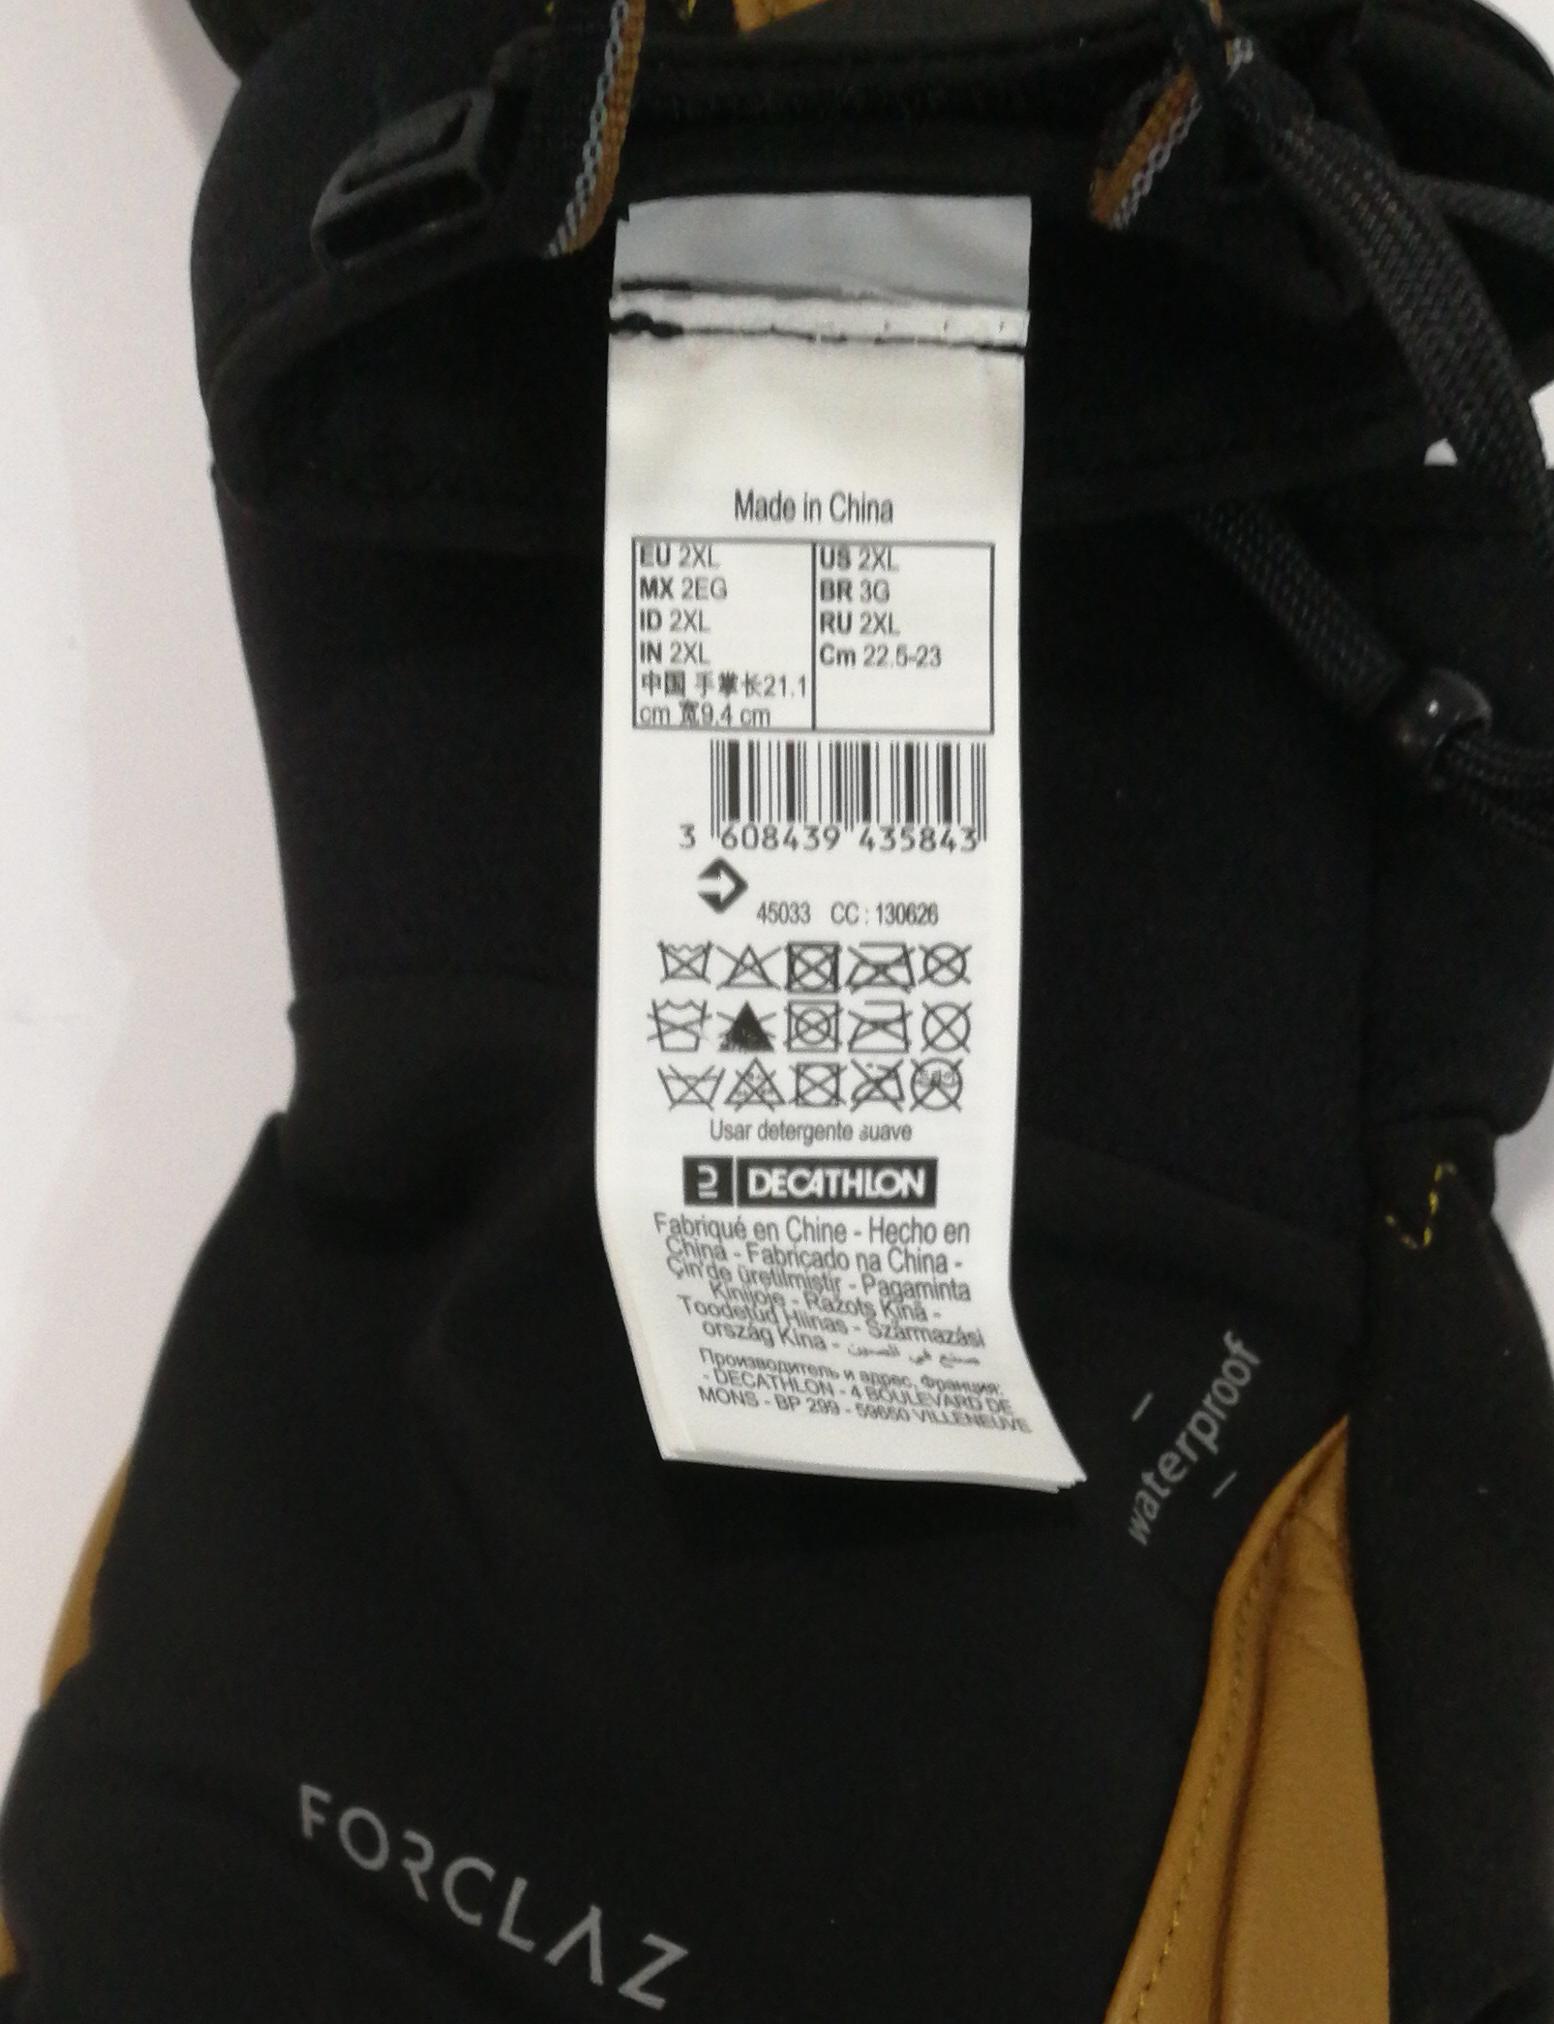 Made in China
EU 2XL
MX 2EG
ID 2XL
IN 2XL
中国 手掌长21.1
cm 宽9.4 cm
US 2XL
BR 3G
RU 2XL
Cm 22.5-23
3 608439 435843
45033 CC : 130626
Usar detergente suave
DECATHLON
Fabriqué en Chine - Hecho en
China - Fabricado na China -
Çin'de üretilmiştir - Pagaminta
Kinijoje - Ražots Ķīnā -
Toodetud Hiinas - Származási
ország Kína - صنع في الصين
Производитель и адрес, Франция:
- DECATHLON - 4 BOULEVARD DE
MONS - BP 299 - 59650 VILLENEUVE
waterproof
FORCLAZ